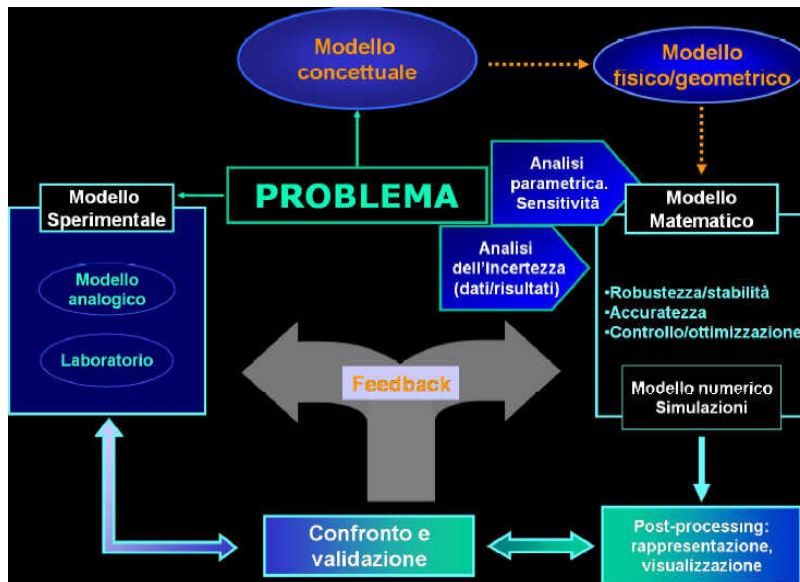 Modello
concettuale
Modello
fisico/geometrico
PROBLEMA
Analisi
parametrica.
Sensitività
Modello
Sperimentale
Modello
Matematico
Analisi
dell'incertezza
(dati/risultati)
Modello
analogico
Laboratorio
•Robustezza/stabilità
•Accuratezza
•Controllo/ottimizzazione
Feedback
Modello numerico
Simulazioni
Confronto e
validazione
Post-processing:
rappresentazione,
visualizzazione